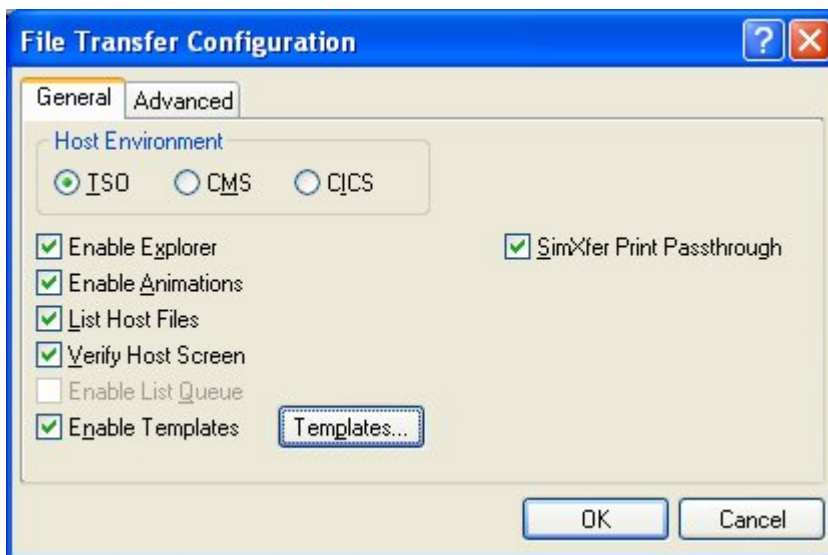 File Transfer Configuration
General Advanced
Host Environment
TSO CMS CICS
Enable Explorer SimXfer Print Passthrough
Enable Animations
List Host Files
Verify Host Screen
Enable List Queue
Enable Templates Templates...
OK Cancel